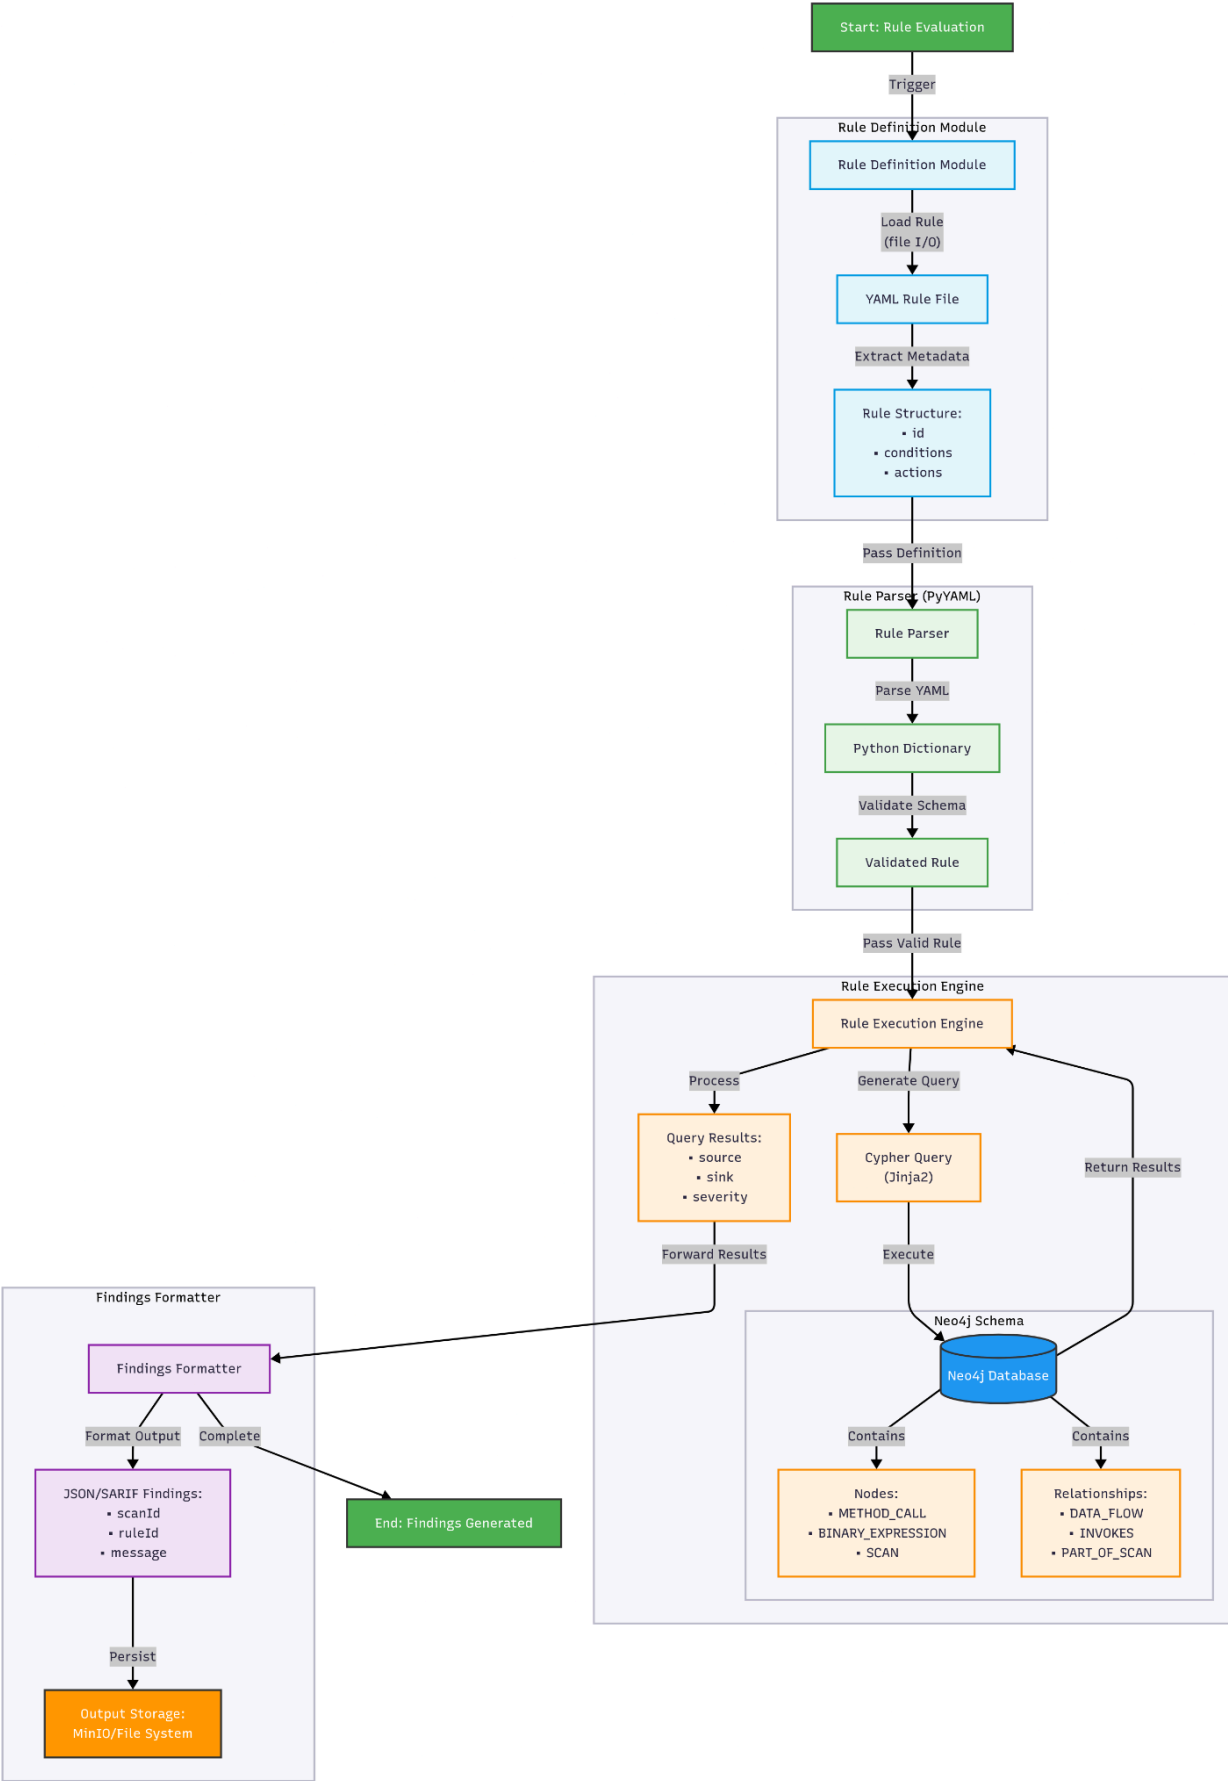 Start: Rule Evaluation
Trigger
Rule Definition Module
Rule Definition Module
Load Rule
(file I/O)
YAML Rule File
Extract Metadata
Rule Structure:
▪ id
▪ conditions
▪ actions
Pass Definition
Rule Parser (PyYAML)
Rule Parser
Parse YAML
Python Dictionary
Validate Schema
Validated Rule
Pass Valid Rule
Rule Execution Engine
Rule Execution Engine
Process
Generate Query
Query Results:
▪ source
▪ sink
▪ severity
Cypher Query
(Jinja2)
Return Results
Forward Results
Execute
Neo4j Schema
Neo4j Database
Contains
Contains
Nodes:
▪ METHOD_CALL
▪ BINARY_EXPRESSION
▪ SCAN
Relationships:
▪ DATA_FLOW
▪ INVOKES
▪ PART_OF_SCAN
Findings Formatter
Findings Formatter
Format Output
Complete
JSON/SARIF Findings:
▪ scanId
▪ ruleId
▪ message
End: Findings Generated
Persist
Output Storage:
MinIO/File System